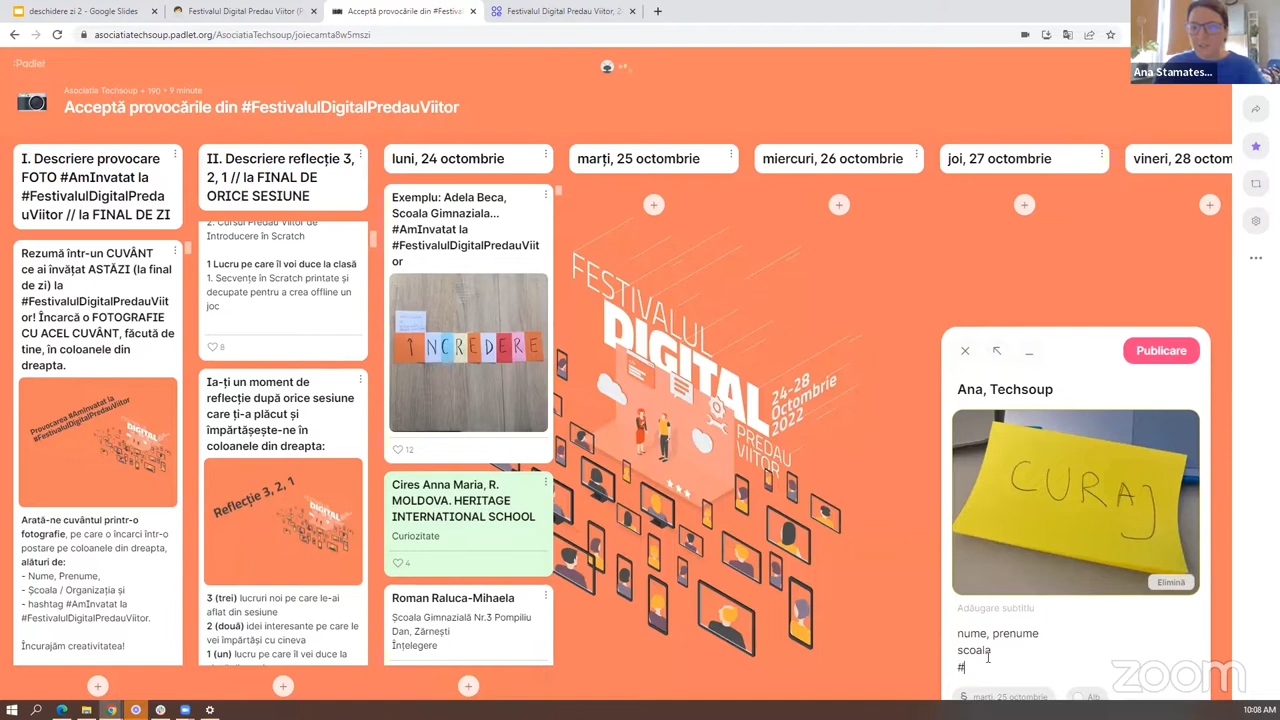 deschidere zi 2 - Google Slides
Festivalul Digital Predau Viitor (P
Acceptă provocările din #Festival
Festivalul Digital Predau Viitor, 2
asociatiatechsoup.padlet.org/AsociatiaTechsoup/joiecamta8w5mszi
Ana Stamates...
:Padlet
Asociatia Techsoup + 190 • 9 minute
Acceptă provocările din #FestivalulDigitalPredauViitor
I. Descriere provocare
FOTO #AmInvatat la
#FestivalulDigitalPreda
uViitor // la FINAL DE ZI
Rezumă într-un CUVÂNT
ce ai învățat ASTĂZI (la final
de zi) la
#FestivalulDigitalPredauViit
or! Încarcă o FOTOGRAFIE
CU ACEL CUVÂNT, făcută de
tine, în coloanele din
dreapta.
Provocarea #AmInvatat la
#FestivalulDigitalPredauViitor
DIGITAL
Arată-ne cuvântul printr-o
fotografie, pe care o încarci într-o
postare pe coloanele din dreapta,
alături de:
- Nume, Prenume,
- Școala / Organizația și
- hashtag #AmInvatat la
#FestivalulDigitalPredauViitor.
Încurajăm creativitatea!
II. Descriere reflecție 3,
2, 1 // la FINAL DE
ORICE SESIUNE
2. Cursul Predau Viitor de
Introducere în Scratch
1 Lucru pe care îl voi duce la clasă
1. Secvențe în Scratch printate și
decupate pentru a crea offline un
joc
8
Ia-ți un moment de
reflecție după orice sesiune
care ți-a plăcut și
împărtășește-ne în
coloanele din dreapta:
Reflecție 3, 2, 1
DIGITAL
3 (trei) lucruri noi pe care le-ai
aflat din sesiune
2 (două) idei interesante pe care le
vei împărtăși cu cineva
1 (un) lucru pe care îl vei duce la
luni, 24 octombrie
Exemplu: Adela Beca,
Scoala Gimnaziala...
#AmInvatat la
#FestivalulDigitalPredauViit
or
ÎNCREDERE
12
Cires Anna Maria, R.
MOLDOVA. HERITAGE
INTERNATIONAL SCHOOL
Curiozitate
4
Roman Raluca-Mihaela
Școala Gimnazială Nr.3 Pompiliu
Dan, Zărnești
Înțelegere
marți, 25 octombrie
miercuri, 26 octombrie
joi, 27 octombrie
vineri, 28 octom
FESTIVALUL
DIGITAL
24-28
Octombrie
2022
PREDAU
VIITOR
Publicare
Ana, Techsoup
CURAJ
Elimină
Adăugare subtitlu
nume, prenume
scoala
#
marți, 25 octombrie
Alb
zoom
10:08 AM